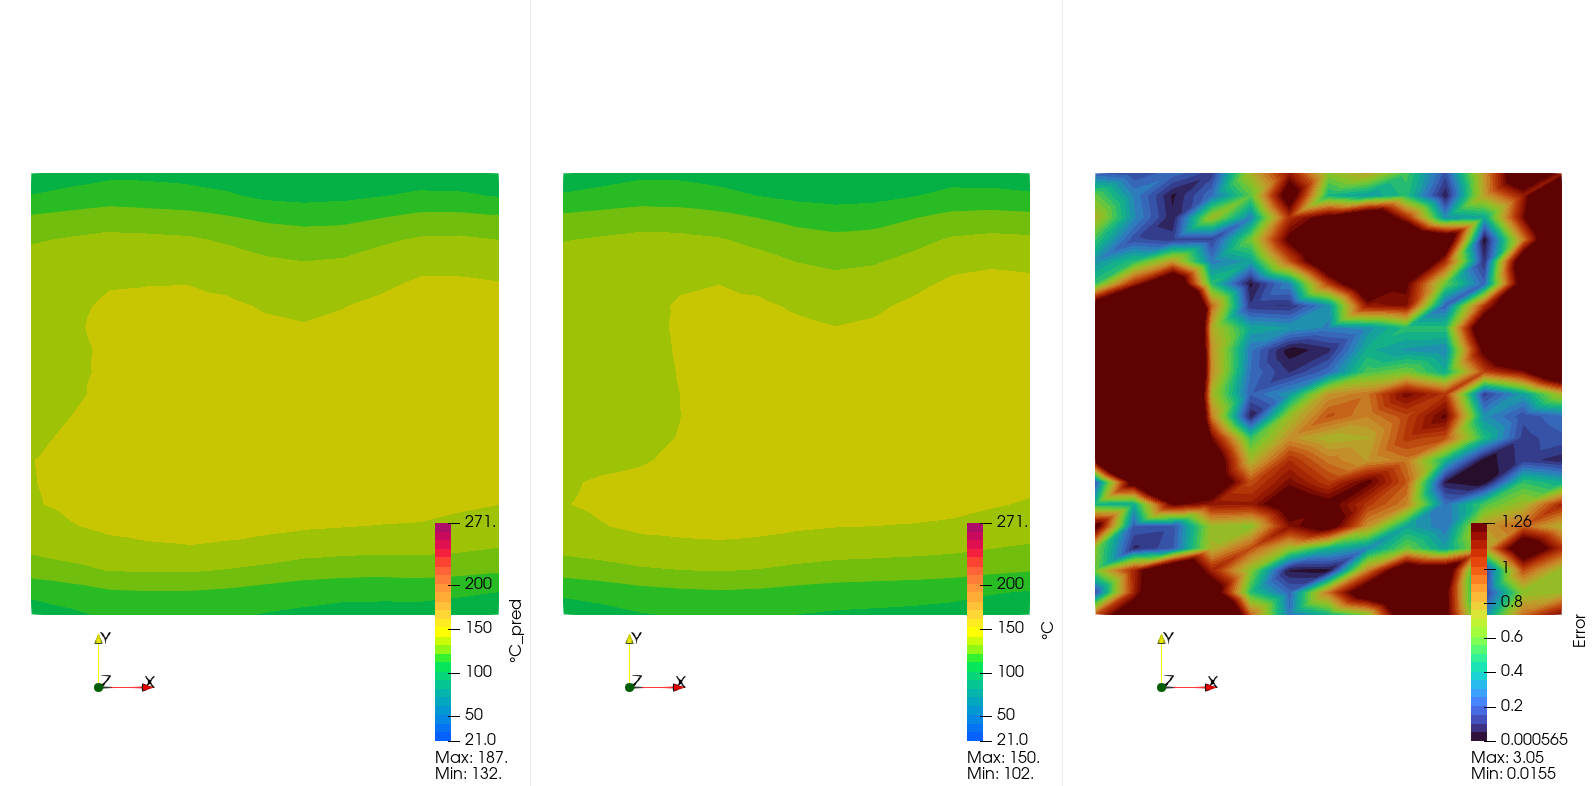 271.
200
150
100
50
21.0
°C_pred
Max: 187.
Min: 132.
Y
Z
X
271.
200
150
100
50
21.0
°C
Max: 150.
Min: 102.
Y
Z
X
1.26
1
0.8
0.6
0.4
0.2
0.000565
Error
Max: 3.05
Min: 0.0155
Y
Z
X